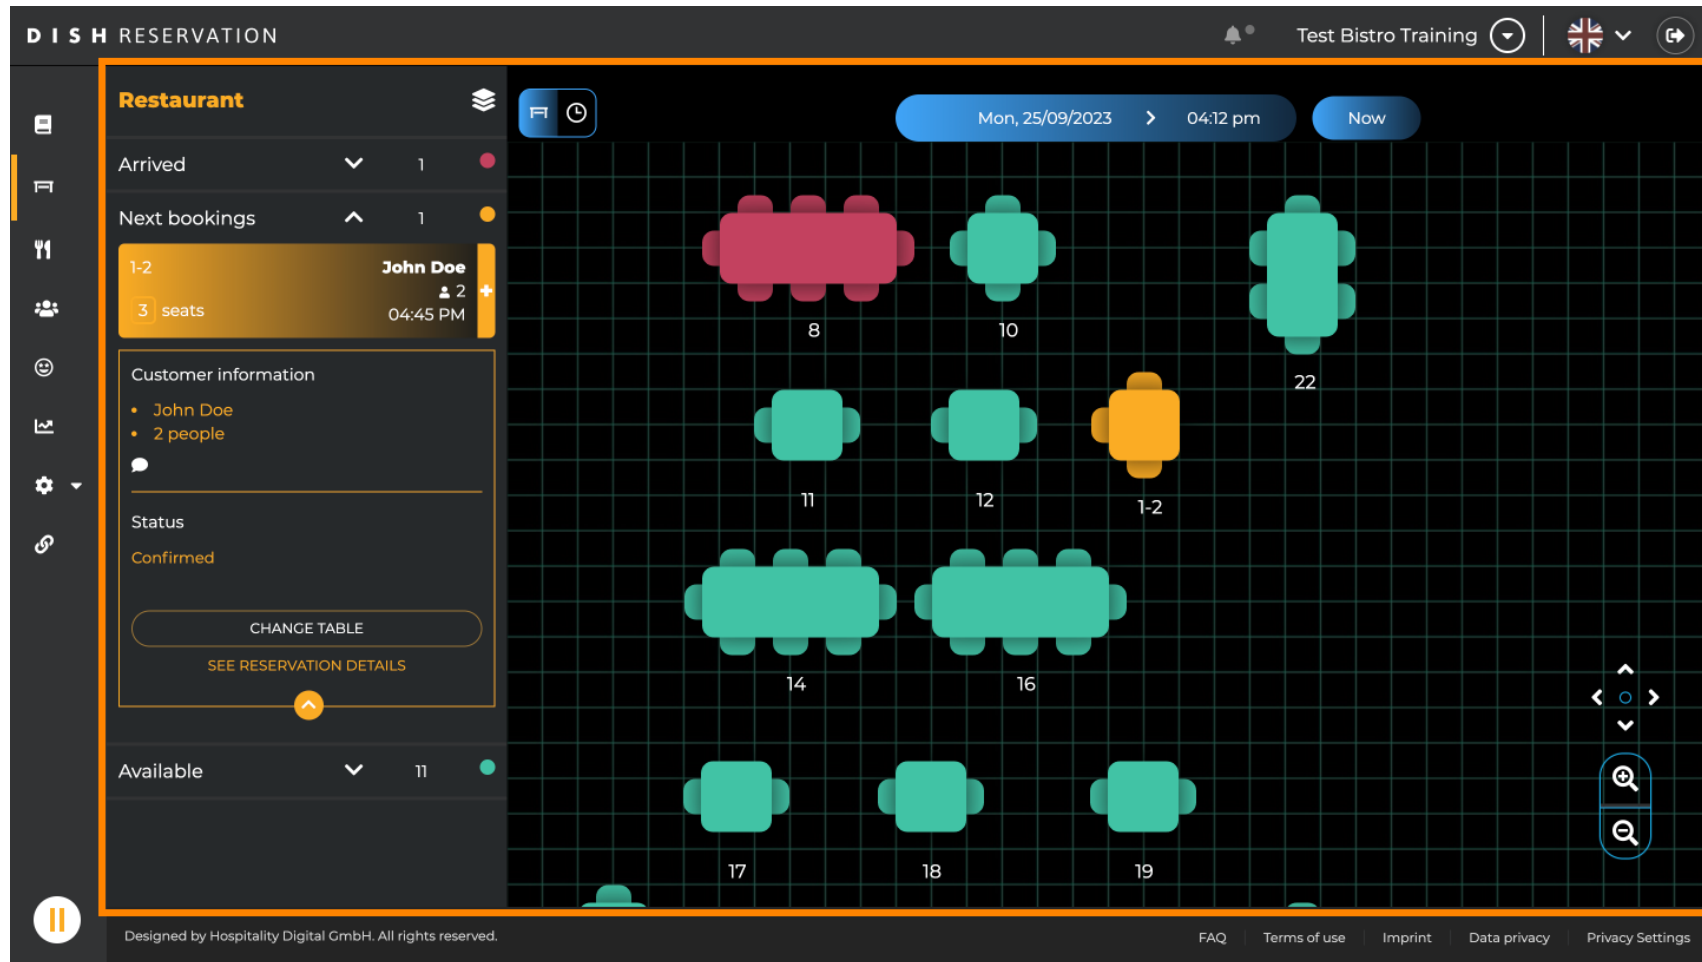 DISH RESERVATION
Test Bistro Training
Restaurant
Mon, 25/09/2023 04:12 pm
Now
Arrived 1
Next bookings 1
1-2 John Doe
2
3 seats 04:45 PM
Customer information
John Doe
2 people
Status
Confirmed
CHANGE TABLE
SEE RESERVATION DETAILS
Available 11
8
10
22
11
12
1-2
14
16
17
18
19
Designed by Hospitality Digital GmbH. All rights reserved.
FAQ
Terms of use
Imprint
Data privacy
Privacy Settings